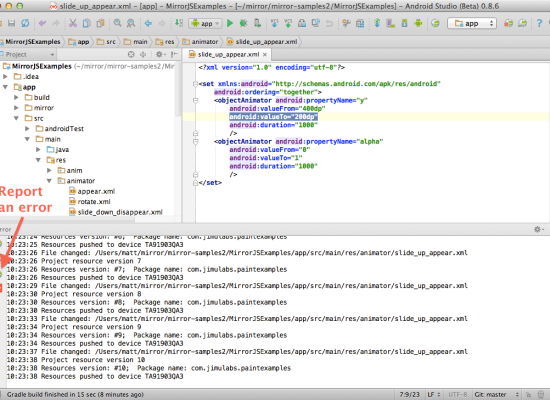 slide_up_appear.xml - [app] - MirrorJSExamples - [~/mirror/mirror-samples2/MirrorJSExamples] - Android Studio (Beta) 0.8.6
app
app
MirrorJSExamples
app
src
main
res
animator
slide_up_appear.xml
Project
slide_up_appear.xml
MirrorJSExamples (~/mirror/mirror-samples2/Mirr
.idea
app
build
mirror
src
androidTest
main
java
res
anim
animator
appear.xml
rotate.xml
slide_down_disappear.xml
<?xml version="1.0" encoding="utf-8"?>
<set xmlns:android="http://schemas.android.com/apk/res/android"
android:ordering="together">
<objectAnimator android:propertyName="y"
android:valueFrom="400dp"
android:valueTo="200dp"
android:duration="1000"
/>
<objectAnimator android:propertyName="alpha"
android:valueFrom="0"
android:valueTo="1"
android:duration="1000"
/>
</set>
Report
an error
rror
10:23:24 Resources version: #6; Package name: com.jimulabs.paintexamples
10:23:25 Resources pushed to device TA91903QA3
10:23:26 File changed: /Users/matt/mirror/mirror-samples2/MirrorJSExamples/app/src/main/res/animator/slide_up_appear.xml
10:23:26 Project resource version 7
10:23:26 Resources version: #7; Package name: com.jimulabs.paintexamples
10:23:27 Resources pushed to device TA91903QA3
10:23:29 File changed: /Users/matt/mirror/mirror-samples2/MirrorJSExamples/app/src/main/res/animator/slide_up_appear.xml
10:23:30 Project resource version 8
10:23:30 Resources version: #8; Package name: com.jimulabs.paintexamples
10:23:30 Resources pushed to device TA91903QA3
10:23:33 File changed: /Users/matt/mirror/mirror-samples2/MirrorJSExamples/app/src/main/res/animator/slide_up_appear.xml
10:23:34 Project resource version 9
10:23:34 Resources version: #9; Package name: com.jimulabs.paintexamples
10:23:34 Resources pushed to device TA91903QA3
10:23:37 File changed: /Users/matt/mirror/mirror-samples2/MirrorJSExamples/app/src/main/res/animator/slide_up_appear.xml
10:23:38 Project resource version 10
10:23:38 Resources version: #10; Package name: com.jimulabs.paintexamples
10:23:38 Resources pushed to device TA91903QA3
Gradle build finished in 15 sec (8 minutes ago)
7:9/23
LF
UTF-8
Git: master